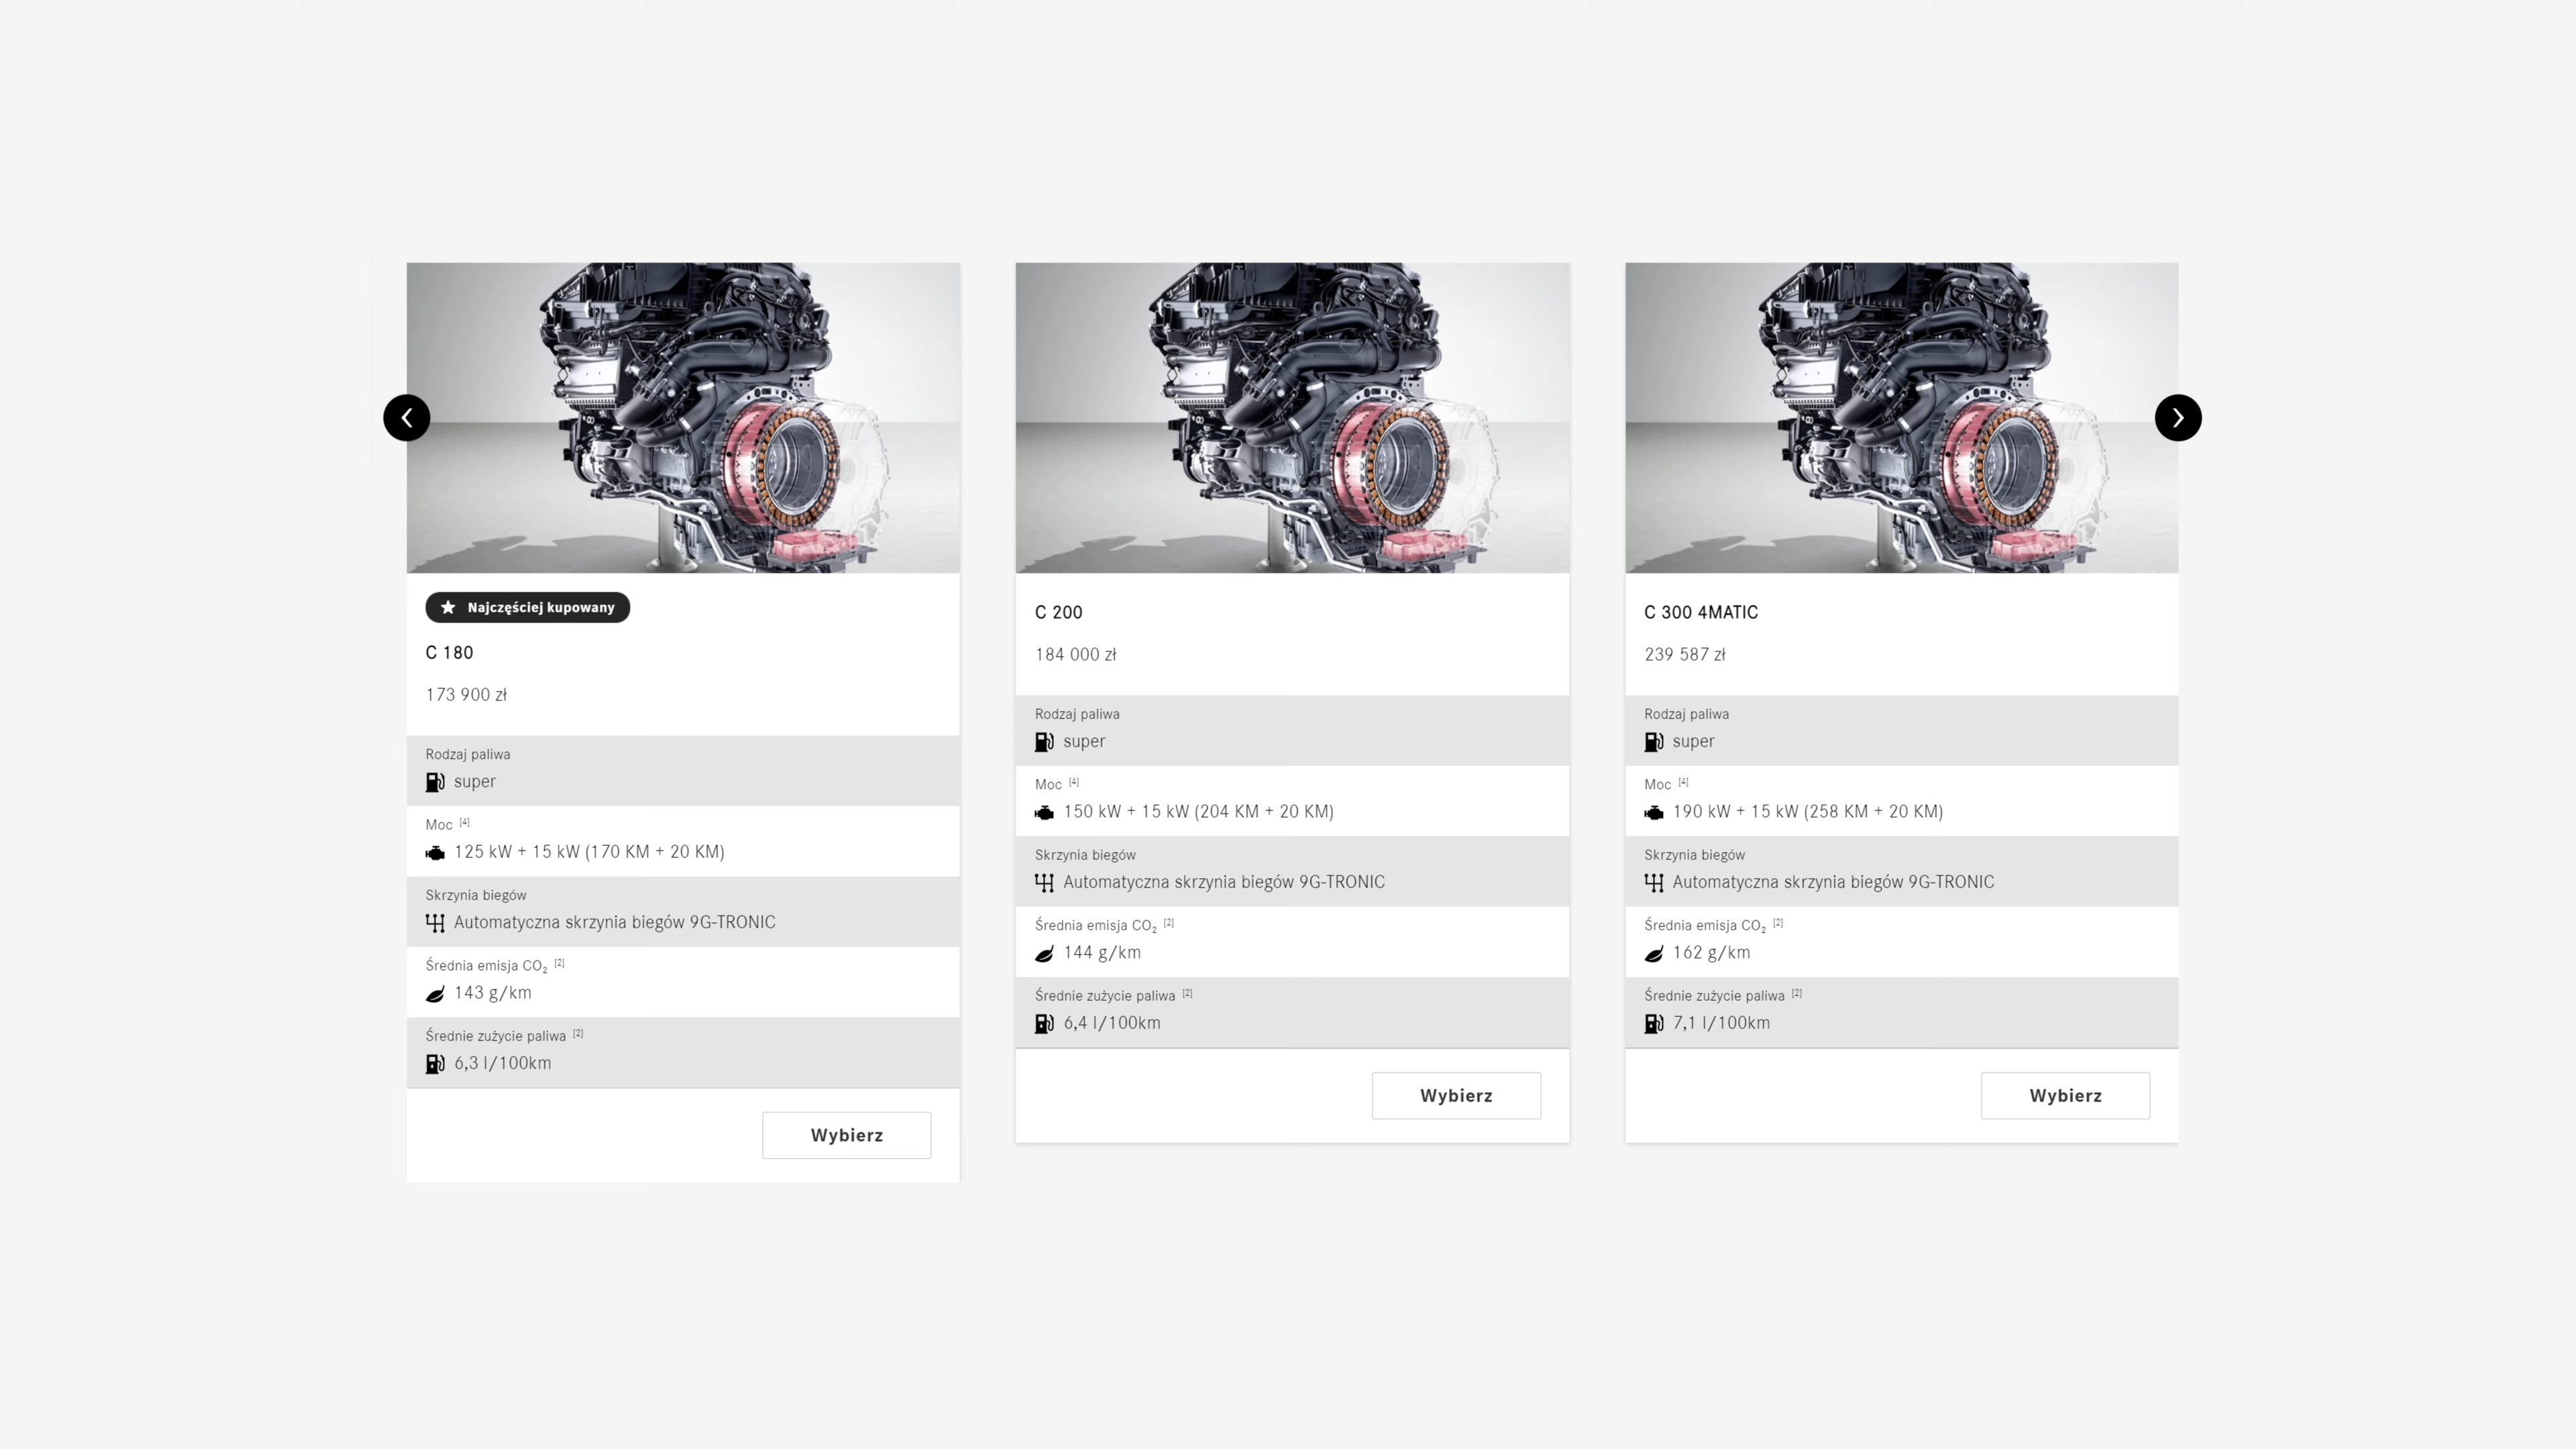 Najczęściej kupowany
C 180
173 900 zł
Rodzaj paliwa
super
Moc [4]
125 kW + 15 kW (170 KM + 20 KM)
Skrzynia biegów
Automatyczna skrzynia biegów 9G-TRONIC
Średnia emisja CO₂ [2]
143 g/km
Średnie zużycie paliwa [2]
6,3 l/100km
Wybierz
C 200
184 000 zł
Rodzaj paliwa
super
Moc [4]
150 kW + 15 kW (204 KM + 20 KM)
Skrzynia biegów
Automatyczna skrzynia biegów 9G-TRONIC
Średnia emisja CO₂ [2]
144 g/km
Średnie zużycie paliwa [2]
6,4 l/100km
Wybierz
C 300 4MATIC
239 587 zł
Rodzaj paliwa
super
Moc [4]
190 kW + 15 kW (258 KM + 20 KM)
Skrzynia biegów
Automatyczna skrzynia biegów 9G-TRONIC
Średnia emisja CO₂ [2]
162 g/km
Średnie zużycie paliwa [2]
7,1 l/100km
Wybierz